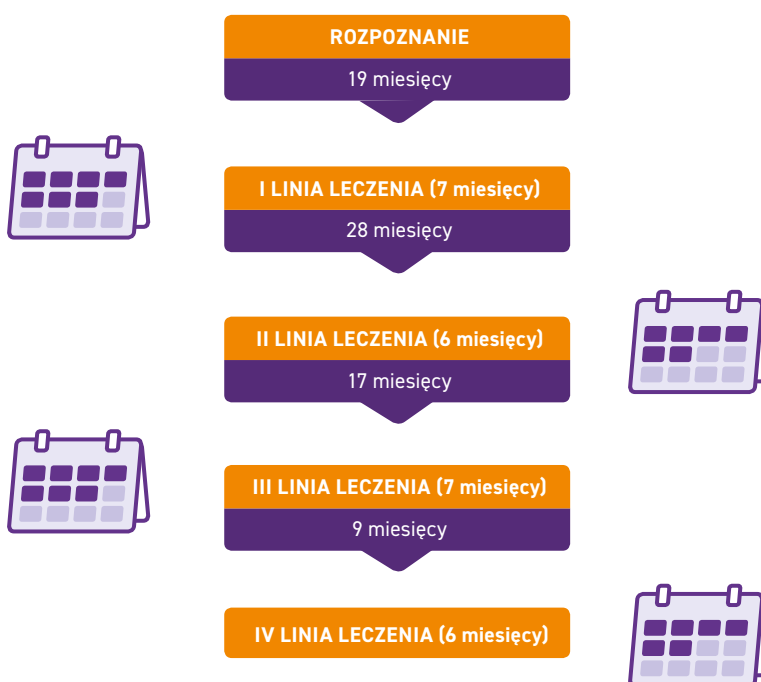 ROZPOZNANIE
19 miesięcy
I LINIA LECZENIA (7 miesięcy)
28 miesięcy
II LINIA LECZENIA (6 miesięcy)
17 miesięcy
III LINIA LECZENIA (7 miesięcy)
9 miesięcy
IV LINIA LECZENIA (6 miesięcy)